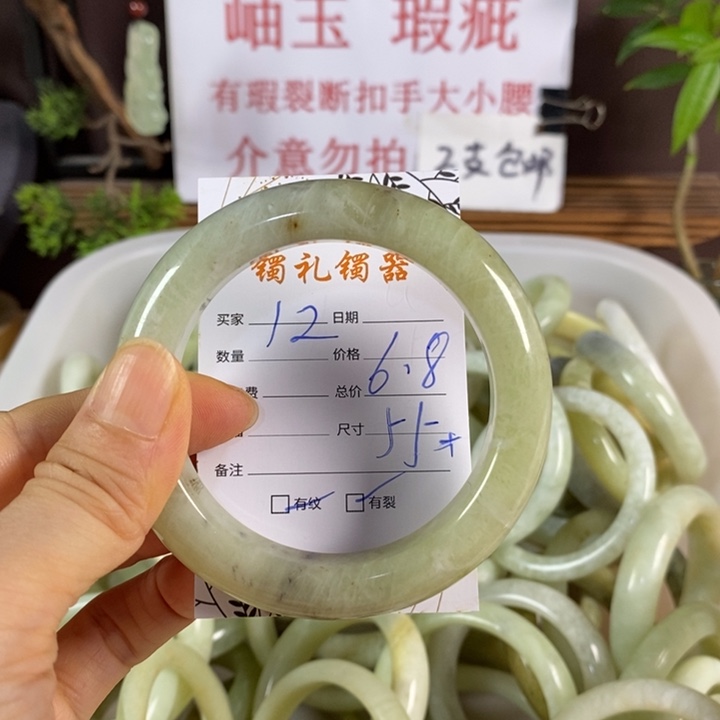 岫玉 瑕疵
有瑕裂断扣手大小腰
介意勿拍
2支包邮
镯礼镯器
买家 12 日期
数量 价格 6.8
费 总价
尺寸 55+
备注
□有纹 □有裂